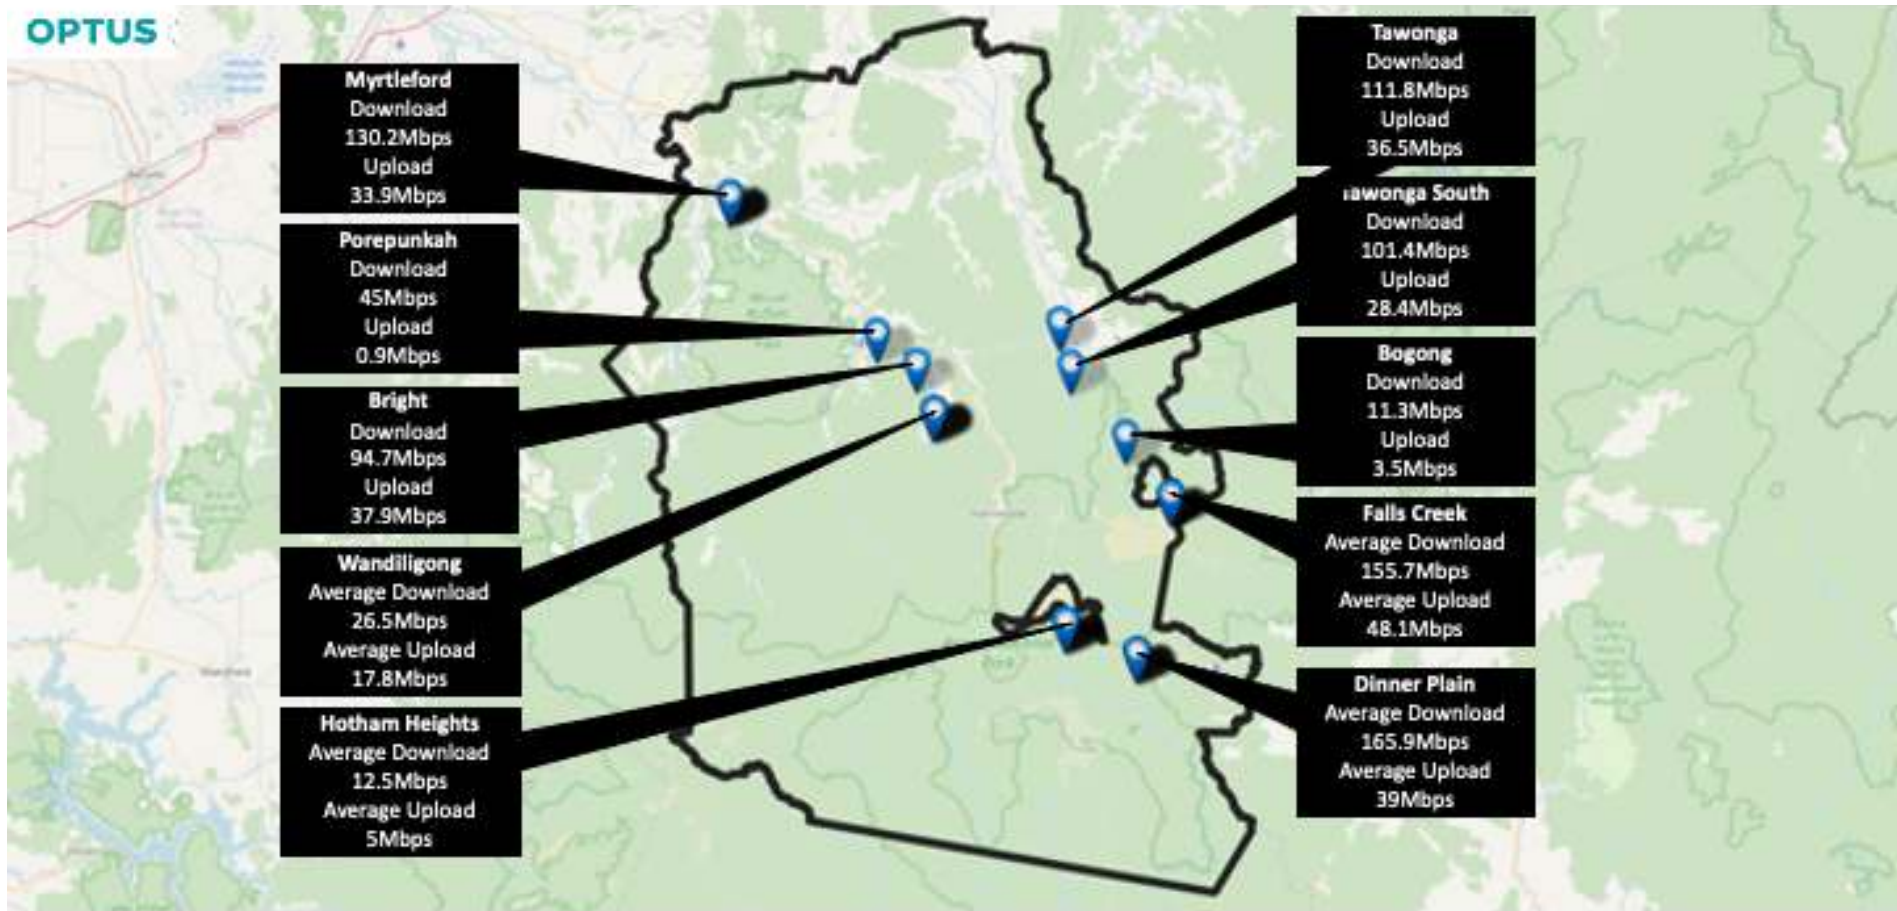 OPTUS
Myrtleford
Download
130.2Mbps
Upload
33.9Mbps
Porepunkah
Download
45Mbps
Upload
0.9Mbps
Bright
Download
94.7Mbps
Upload
37.9Mbps
Wandiligong
Average Download
26.5Mbps
Average Upload
17.8Mbps
Hotham Heights
Average Download
12.5Mbps
Average Upload
5Mbps
Tawonga
Download
111.8Mbps
Upload
36.5Mbps
Tawonga South
Download
101.4Mbps
Upload
28.4Mbps
Bogong
Download
11.3Mbps
Upload
3.5Mbps
Falls Creek
Average Download
155.7Mbps
Average Upload
48.1Mbps
Dinner Plain
Average Download
165.9Mbps
Average Upload
39Mbps